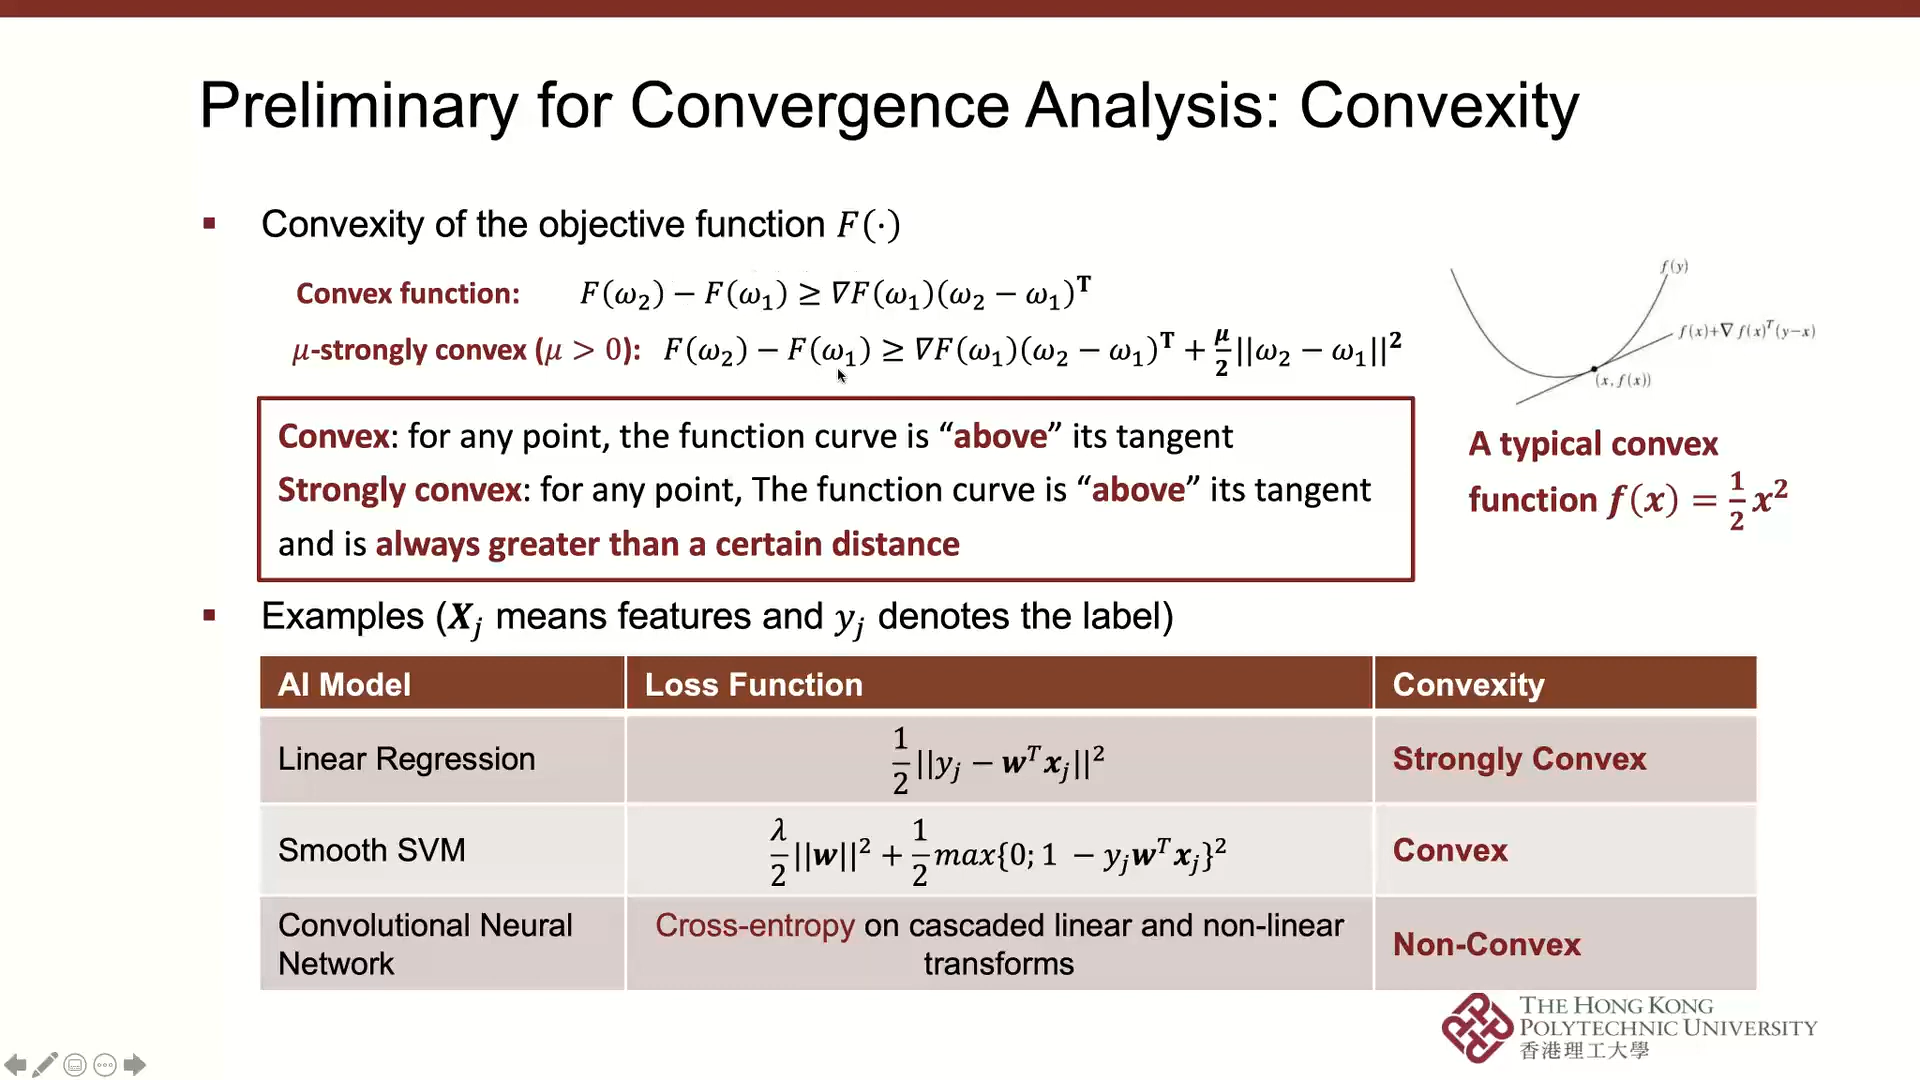 Preliminary for Convergence Analysis: Convexity
▪ Convexity of the objective function F(·)
Convex function: F(ω₂) − F(ω₁) ≥ ∇F(ω₁)(ω₂ − ω₁)ᵀ
μ-strongly convex (μ > 0): F(ω₂) − F(ω₁) ≥ ∇F(ω₁)(ω₂ − ω₁)ᵀ + μ/2||ω₂ − ω₁||²
f(y)
f(x)+∇f(x)ᵀ(y−x)
(x, f(x))
Convex: for any point, the function curve is “above” its tangent
Strongly convex: for any point, The function curve is “above” its tangent
and is always greater than a certain distance
A typical convex
function f(x) = 1/2 x²
▪ Examples (Xⱼ means features and yⱼ denotes the label)
AI Model Loss Function Convexity
Linear Regression 1/2||yⱼ − wᵀxⱼ||² Strongly Convex
Smooth SVM λ/2||w||² + 1/2 max{0; 1 − yⱼwᵀxⱼ}² Convex
Convolutional Neural
Network
Cross-entropy on cascaded linear and non-linear
transforms
Non-Convex
THE HONG KONG
POLYTECHNIC UNIVERSITY
香港理工大學